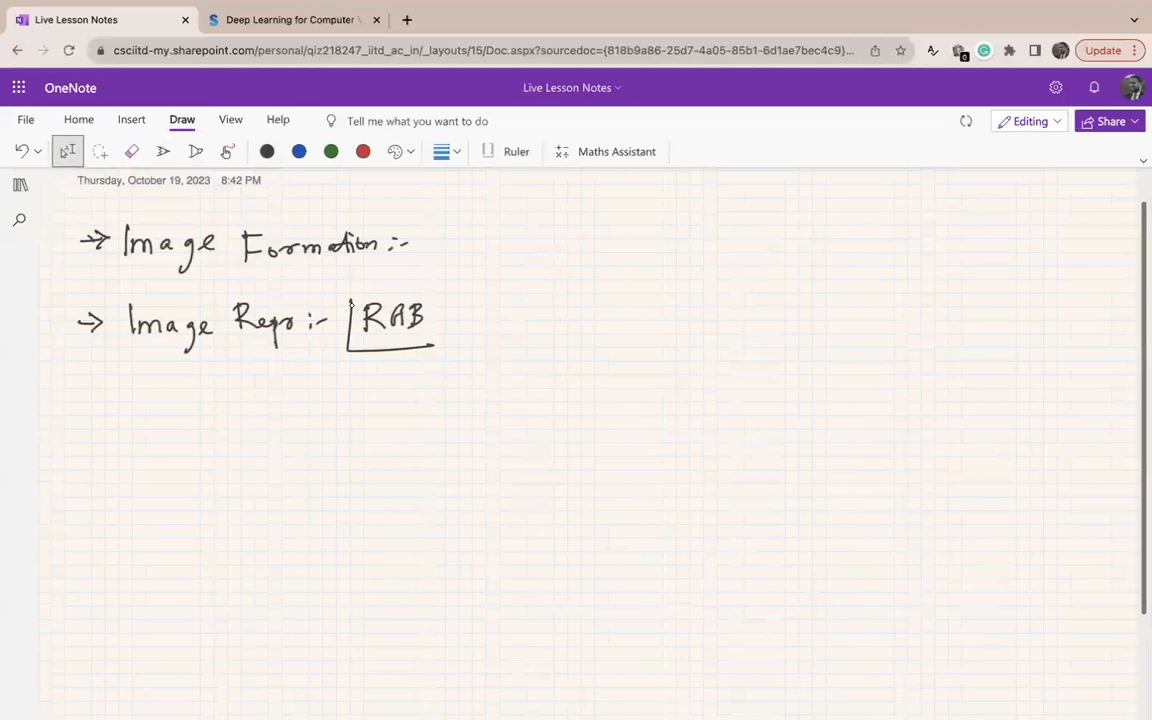 Live Lesson Notes
Deep Learning for Computer
csciitd-my.sharepoint.com/personal/qiz218247_iitd_ac_in/_layouts/15/Doc.aspx?sourcedoc={818b9a86-25d7-4a05-85b1-6d1ae7bec4c9}...
0
Update
OneNote
Live Lesson Notes
File Home Insert Draw View Help Tell me what you want to do
Editing
Share
Ruler
Maths Assistant
Thursday, October 19, 2023 8:42 PM
→ Image Formation :-
→ Image Repr :- RAB